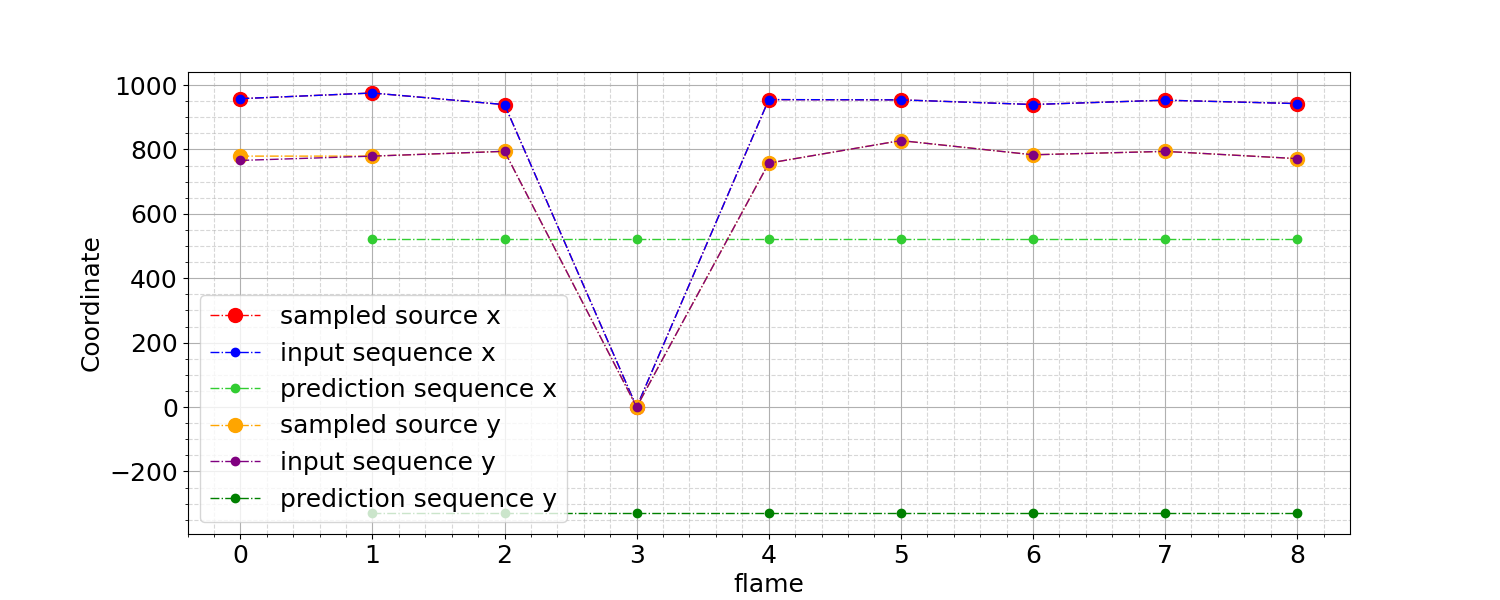 1000
800
600
400
200
0
−200
Coordinate
sampled source x
input sequence x
prediction sequence x
sampled source y
input sequence y
prediction sequence y
0 1 2 3 4 5 6 7 8
flame